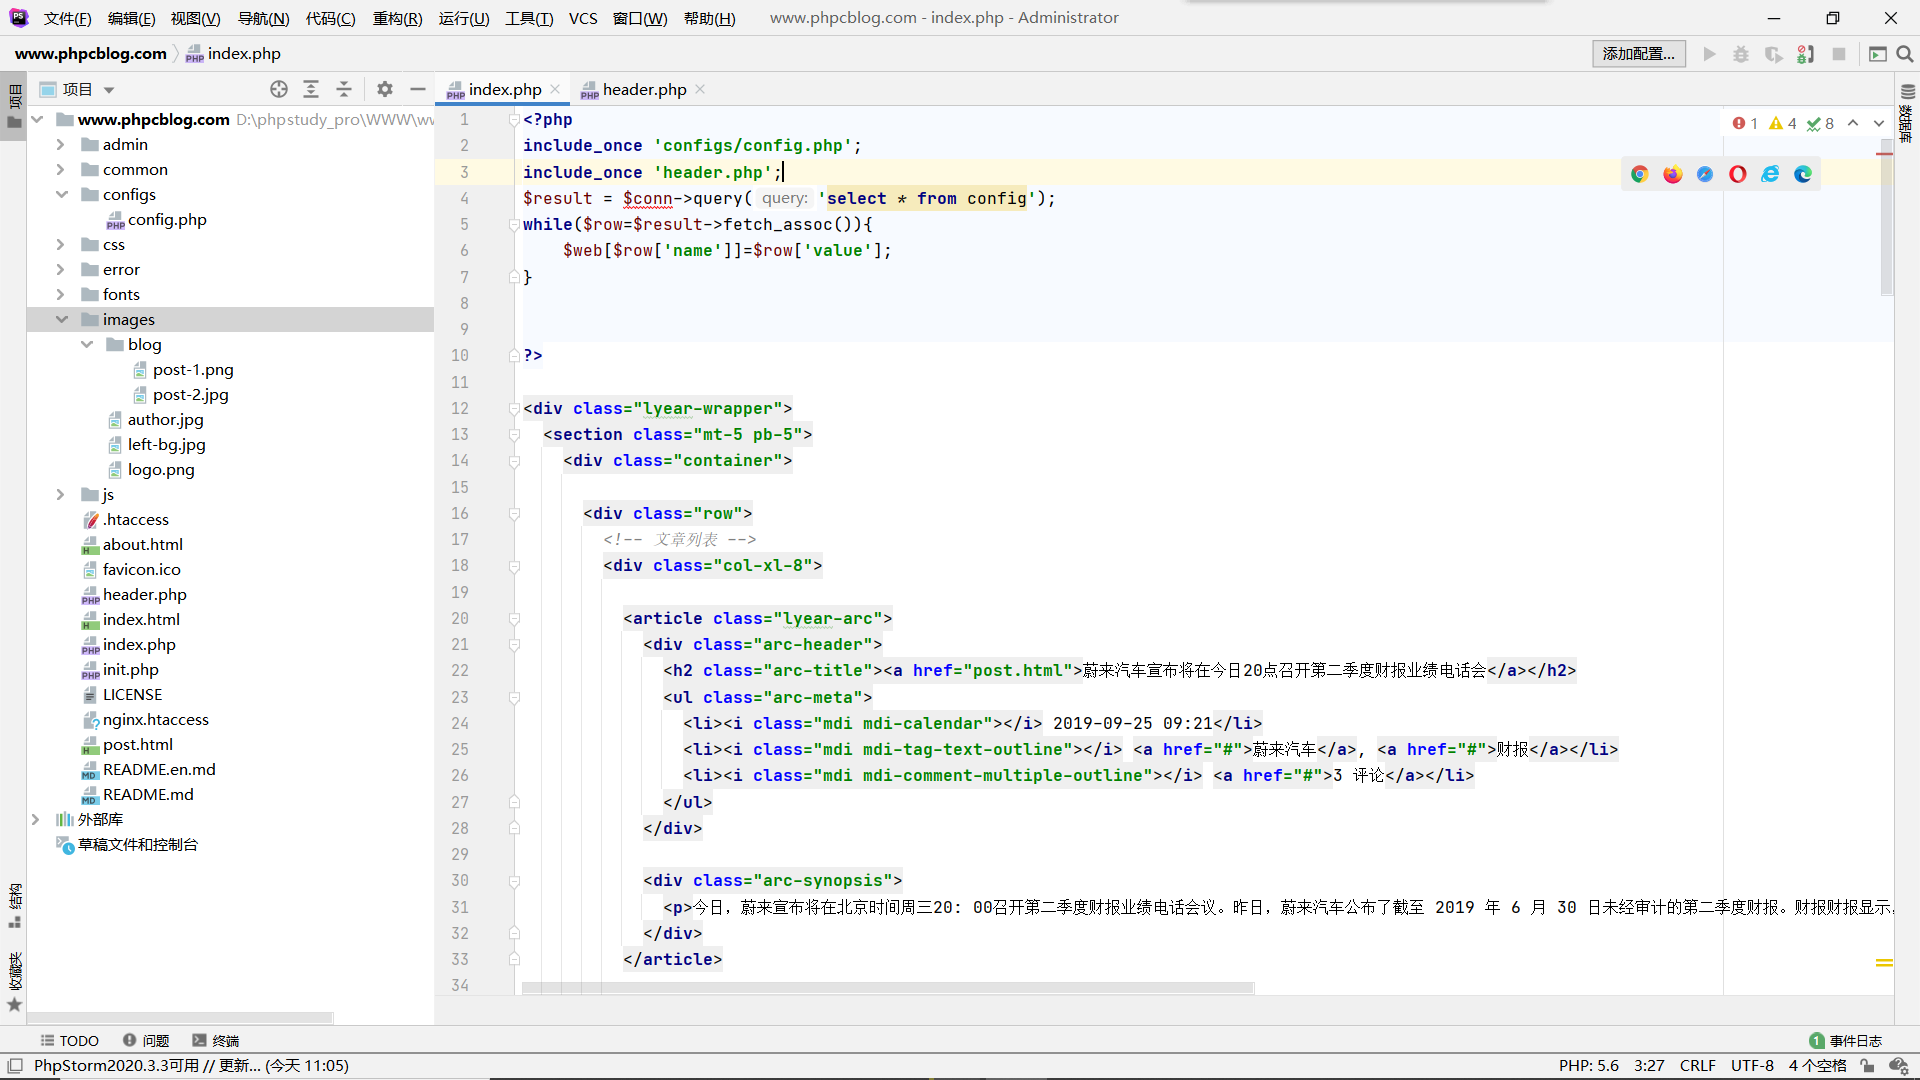 文件(F) 编辑(E) 视图(V) 导航(N) 代码(C) 重构(R) 运行(U) 工具(T) VCS 窗口(W) 帮助(H) www.phpcblog.com - index.php - Administrator
www.phpcblog.com index.php 添加配置...
项目
项目
index.php
header.php
数据库
www.phpcblog.com D:\phpstudy_pro\WWW\
admin
common
configs
config.php
css
error
fonts
images
blog
post-1.png
post-2.jpg
author.jpg
left-bg.jpg
logo.png
js
.htaccess
about.html
favicon.ico
header.php
index.html
index.php
init.php
LICENSE
nginx.htaccess
post.html
README.en.md
README.md
外部库
草稿文件和控制台
结构
收藏夹
1 4 8
1 <?php
2 include_once 'configs/config.php';
3 include_once 'header.php';
4 $result = $conn->query( query: 'select * from config');
5 while($row=$result->fetch_assoc()){
6 $web[$row['name']]=$row['value'];
7 }
8
9
10 ?>
11
12 <div class="lyear-wrapper">
13 <section class="mt-5 pb-5">
14 <div class="container">
15
16 <div class="row">
17 <!-- 文章列表 -->
18 <div class="col-xl-8">
19
20 <article class="lyear-arc">
21 <div class="arc-header">
22 <h2 class="arc-title"><a href="post.html">蔚来汽车宣布将在今日20点召开第二季度财报业绩电话会</a></h2>
23 <ul class="arc-meta">
24 <li><i class="mdi mdi-calendar"></i> 2019-09-25 09:21</li>
25 <li><i class="mdi mdi-tag-text-outline"></i> <a href="#">蔚来汽车</a>, <a href="#">财报</a></li>
26 <li><i class="mdi mdi-comment-multiple-outline"></i> <a href="#">3 评论</a></li>
27 </ul>
28 </div>
29
30 <div class="arc-synopsis">
31 <p>今日，蔚来宣布将在北京时间周三20：00召开第二季度财报业绩电话会议。昨日，蔚来汽车公布了截至 2019 年 6 月 30 日未经审计的第二季度财报。财报财报显示，
32 </div>
33 </article>
34
TODO 问题 终端 1 事件日志
PhpStorm2020.3.3可用 // 更新... (今天 11:05) PHP: 5.6 3:27 CRLF UTF-8 4 个空格